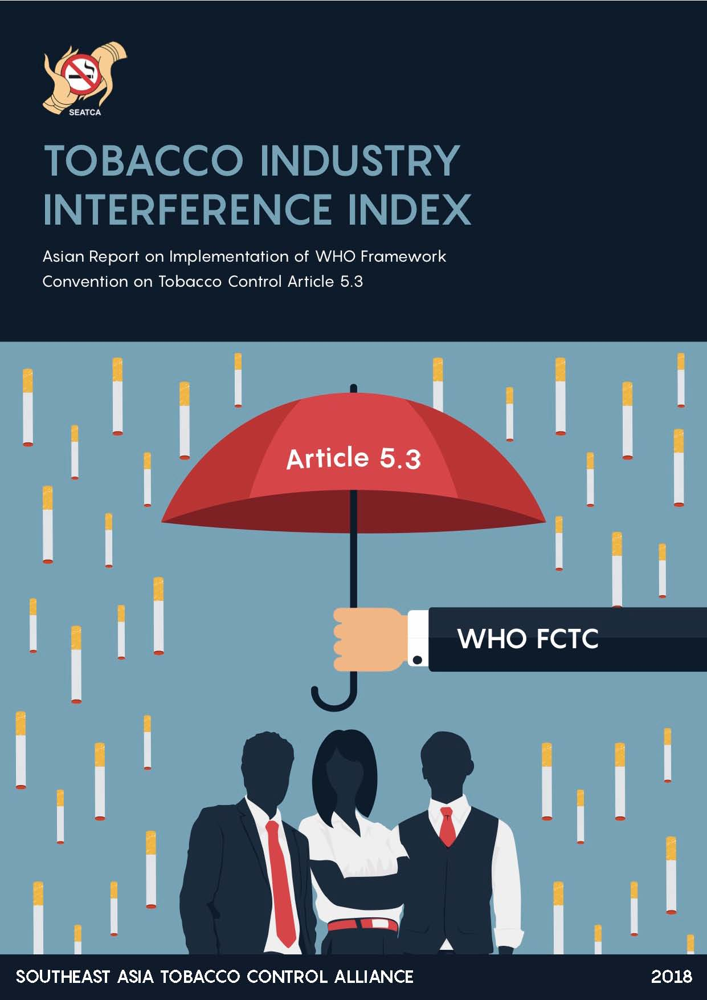 SEATCA
TOBACCO INDUSTRY
INTERFERENCE INDEX
Asian Report on Implementation of WHO Framework
Convention on Tobacco Control Article 5.3
Article 5.3
WHO FCTC
SOUTHEAST ASIA TOBACCO CONTROL ALLIANCE
2018